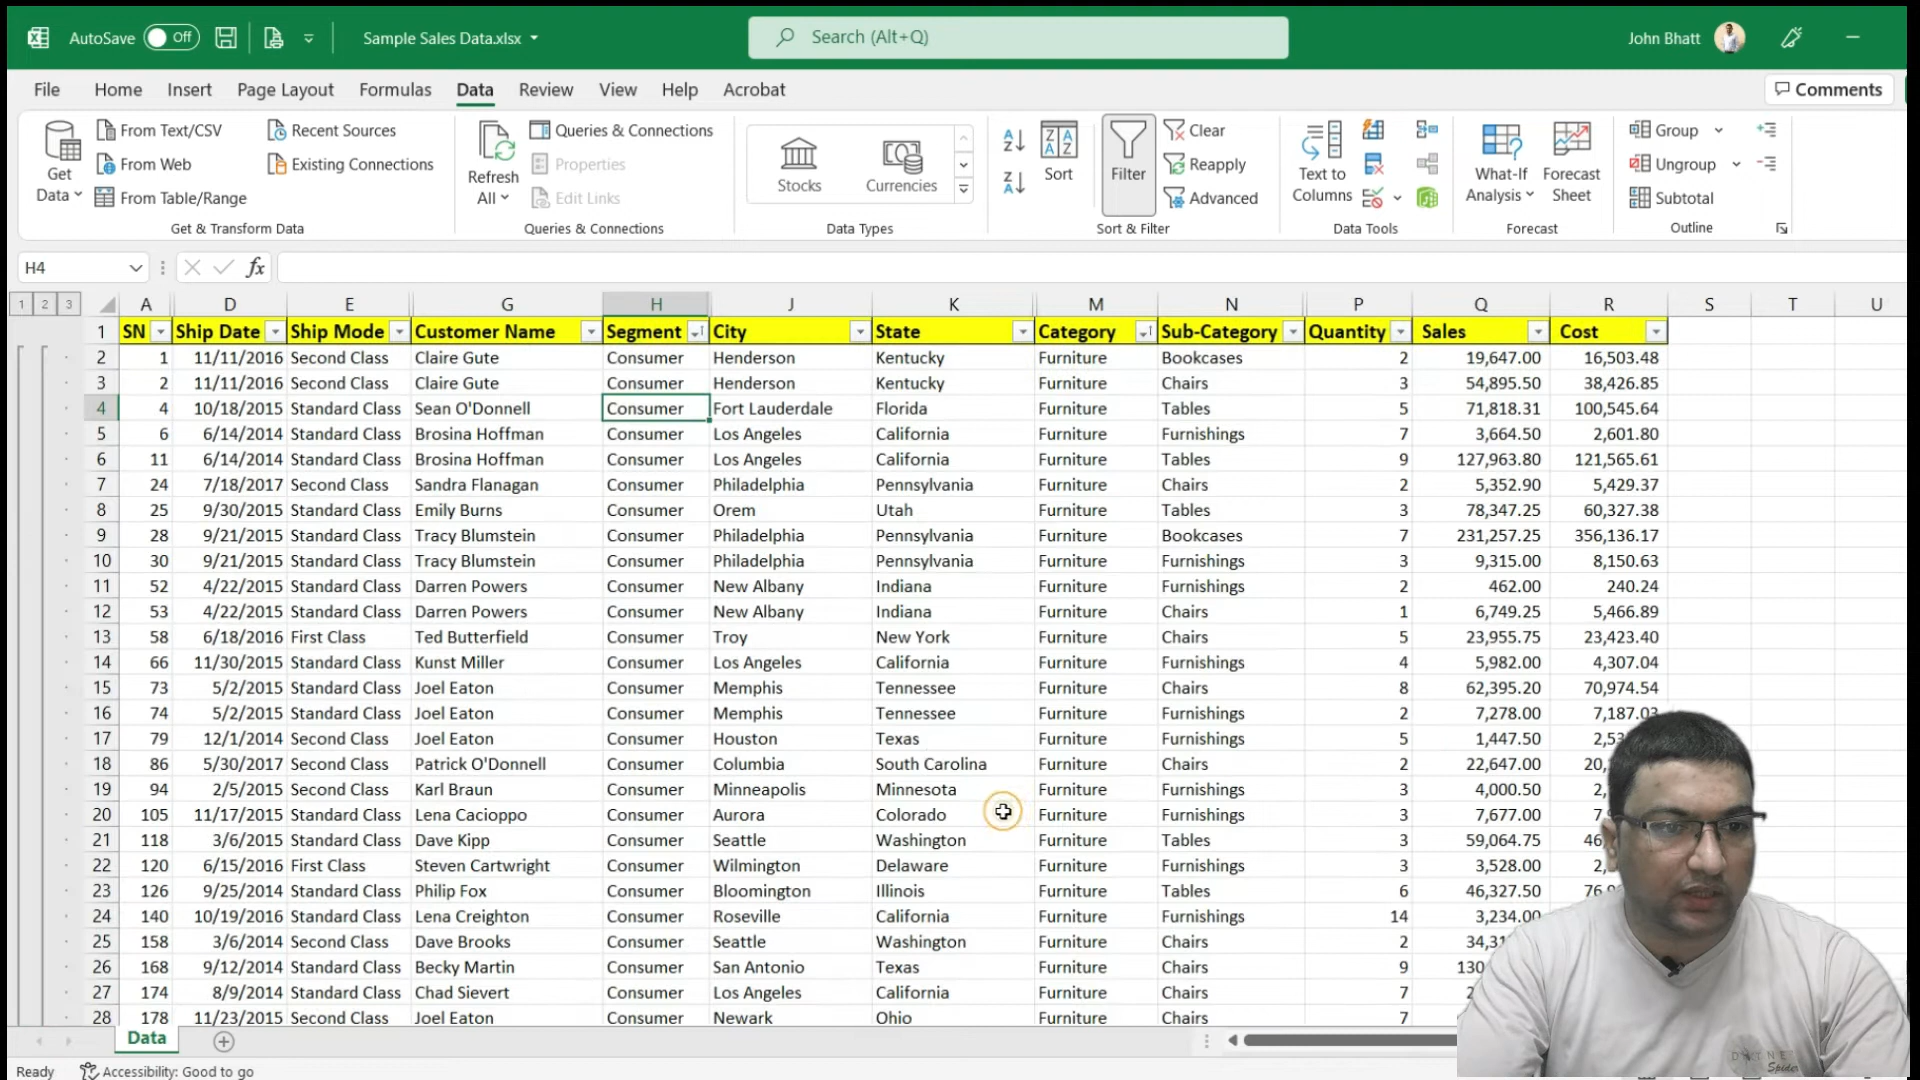 AutoSave Off Sample Sales Data.xlsx Search (Alt+Q) John Bhatt
File Home Insert Page Layout Formulas Data Review View Help Acrobat Comments
Get Data From Text/CSV From Web From Table/Range Recent Sources Existing Connections
Refresh All Queries & Connections Properties Edit Links
Stocks Currencies
Sort Filter Clear Reapply Advanced
Text to Columns What-If Analysis Forecast Sheet Group Ungroup Subtotal
Get & Transform Data Queries & Connections Data Types Sort & Filter Data Tools Forecast Outline
H4 fx
1 2 3 A D E G H J K M N P Q R S T U
1 SN Ship Date Ship Mode Customer Name Segment City State Category Sub-Category Quantity Sales Cost
2 1 11/11/2016 Second Class Claire Gute Consumer Henderson Kentucky Furniture Bookcases 2 19,647.00 16,503.48
3 2 11/11/2016 Second Class Claire Gute Consumer Henderson Kentucky Furniture Chairs 3 54,895.50 38,426.85
4 4 10/18/2015 Standard Class Sean O'Donnell Consumer Fort Lauderdale Florida Furniture Tables 5 71,818.31 100,545.64
5 6 6/14/2014 Standard Class Brosina Hoffman Consumer Los Angeles California Furniture Furnishings 7 3,664.50 2,601.80
6 11 6/14/2014 Standard Class Brosina Hoffman Consumer Los Angeles California Furniture Tables 9 127,963.80 121,565.61
7 24 7/18/2017 Second Class Sandra Flanagan Consumer Philadelphia Pennsylvania Furniture Chairs 2 5,352.90 5,429.37
8 25 9/30/2015 Standard Class Emily Burns Consumer Orem Utah Furniture Tables 3 78,347.25 60,327.38
9 28 9/21/2015 Standard Class Tracy Blumstein Consumer Philadelphia Pennsylvania Furniture Bookcases 7 231,257.25 356,136.17
10 30 9/21/2015 Standard Class Tracy Blumstein Consumer Philadelphia Pennsylvania Furniture Furnishings 3 9,315.00 8,150.63
11 52 4/22/2015 Standard Class Darren Powers Consumer New Albany Indiana Furniture Furnishings 2 462.00 240.24
12 53 4/22/2015 Standard Class Darren Powers Consumer New Albany Indiana Furniture Chairs 1 6,749.25 5,466.89
13 58 6/18/2016 First Class Ted Butterfield Consumer Troy New York Furniture Chairs 5 23,955.75 23,423.40
14 66 11/30/2015 Standard Class Kunst Miller Consumer Los Angeles California Furniture Furnishings 4 5,982.00 4,307.04
15 73 5/2/2015 Standard Class Joel Eaton Consumer Memphis Tennessee Furniture Chairs 8 62,395.20 70,974.54
16 74 5/2/2015 Standard Class Joel Eaton Consumer Memphis Tennessee Furniture Furnishings 2 7,278.00 7,187.03
17 79 12/1/2014 Second Class Joel Eaton Consumer Houston Texas Furniture Furnishings 5 1,447.50
18 86 5/30/2017 Second Class Patrick O'Donnell Consumer Columbia South Carolina Furniture Chairs 2 22,647.00
19 94 2/5/2015 Second Class Karl Braun Consumer Minneapolis Minnesota Furniture Furnishings 3 4,000.50
20 105 11/17/2015 Standard Class Lena Cacioppo Consumer Aurora Colorado Furniture Furnishings 3 7,677.00
21 118 3/6/2015 Standard Class Dave Kipp Consumer Seattle Washington Furniture Tables 3 59,064.75
22 120 6/15/2016 First Class Steven Cartwright Consumer Wilmington Delaware Furniture Furnishings 3 3,528.00
23 126 9/25/2014 Standard Class Philip Fox Consumer Bloomington Illinois Furniture Tables 6 46,327.50
24 140 10/19/2016 Standard Class Lena Creighton Consumer Roseville California Furniture Furnishings 14 3,234.00
25 158 3/6/2014 Second Class Dave Brooks Consumer Seattle Washington Furniture Chairs 2
26 168 9/12/2014 Standard Class Becky Martin Consumer San Antonio Texas Furniture Chairs 9
27 174 8/9/2014 Standard Class Chad Sievert Consumer Los Angeles California Furniture Chairs 7
28 178 11/23/2015 Second Class Joel Eaton Consumer Newark Ohio Furniture Chairs 7
Data
Ready Accessibility: Good to go